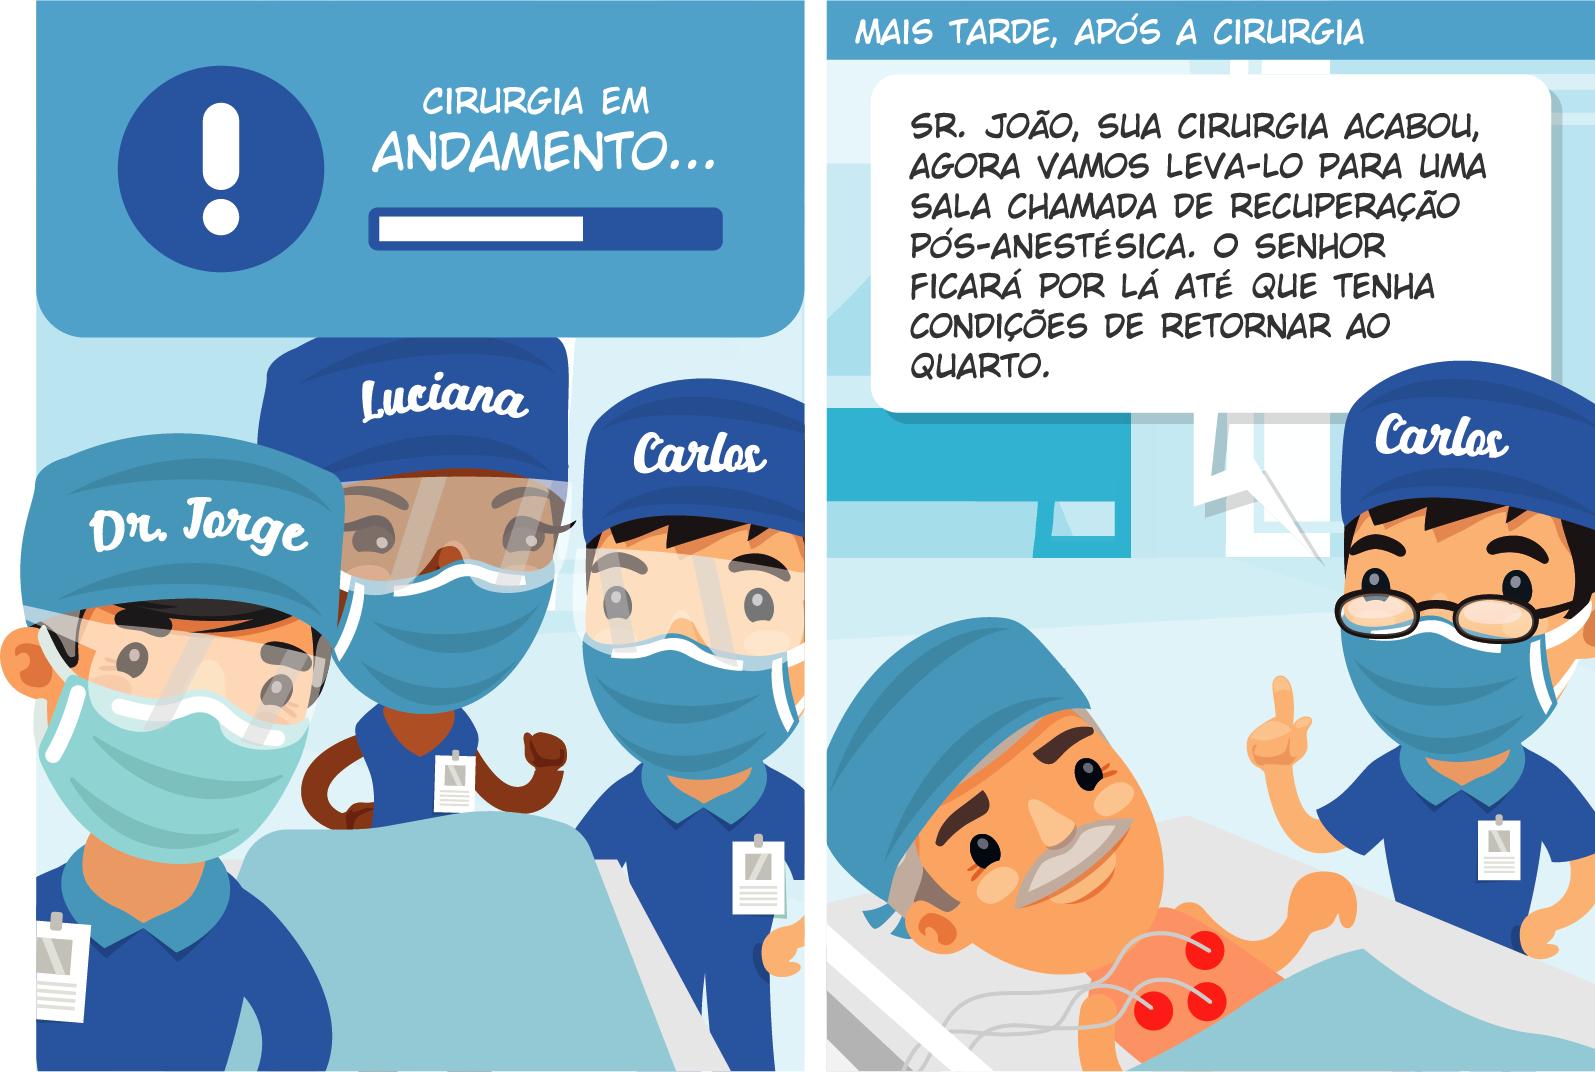 CIRURGIA EM
ANDAMENTO...
Luciana
Carlos
Dr. Jorge
MAIS TARDE, APÓS A CIRURGIA
SR. JOÃO, SUA CIRURGIA ACABOU,
AGORA VAMOS LEVA-LO PARA UMA
SALA CHAMADA DE RECUPERAÇÃO
PÓS-ANESTÉSICA. O SENHOR
FICARÁ POR LÁ ATÉ QUE TENHA
CONDIÇÕES DE RETORNAR AO
QUARTO.
Carlos